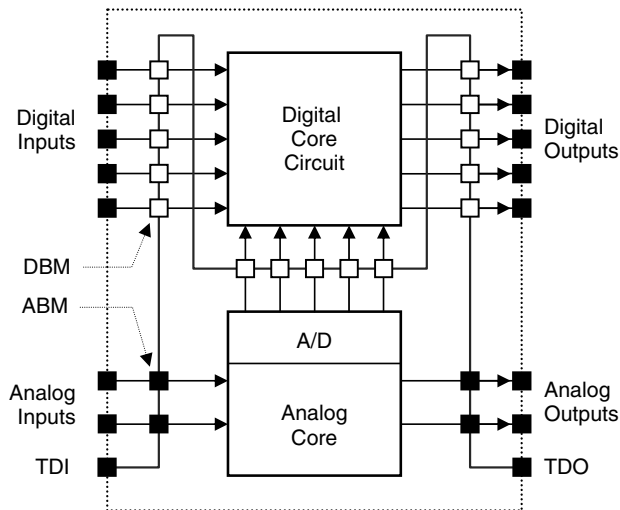 Digital
Inputs
Digital
Core
Circuit
Digital
Outputs
DBM
ABM
A/D
Analog
Inputs
Analog
Core
Analog
Outputs
TDI
TDO